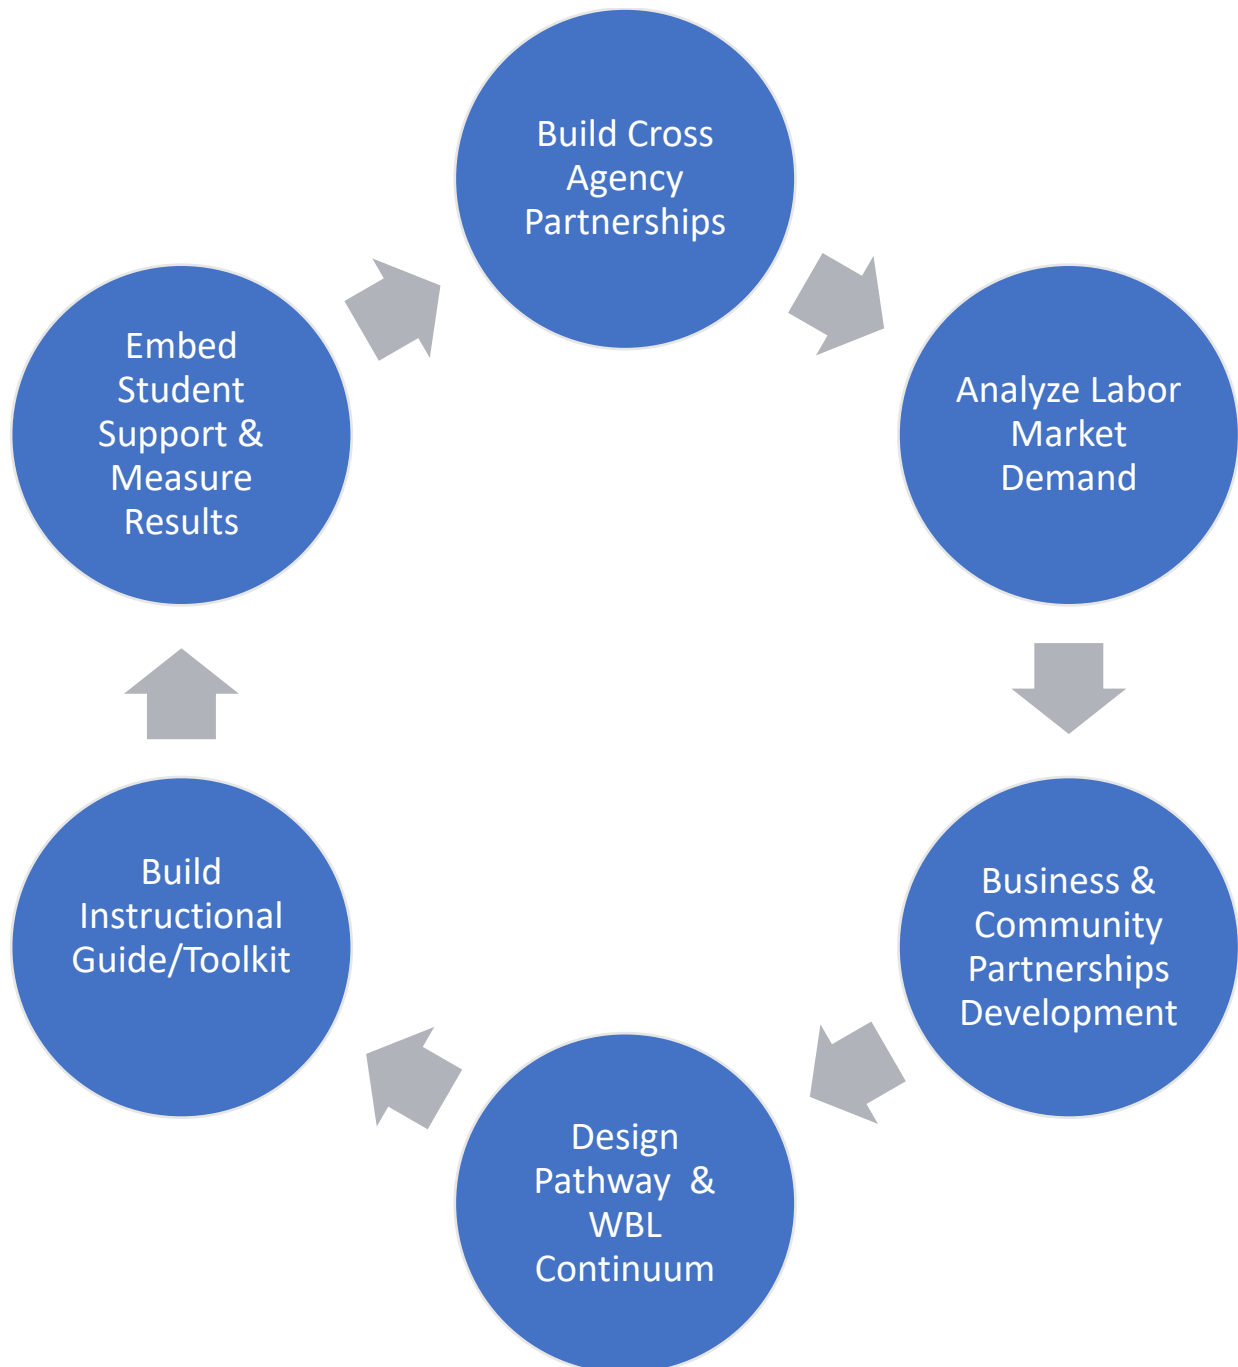 Build Cross
Agency
Partnerships
Analyze Labor
Market
Demand
Business &
Community
Partnerships
Development
Design
Pathway  &
WBL
Continuum
Build
Instructional
Guide/Toolkit
Embed
Student
Support &
Measure
Results